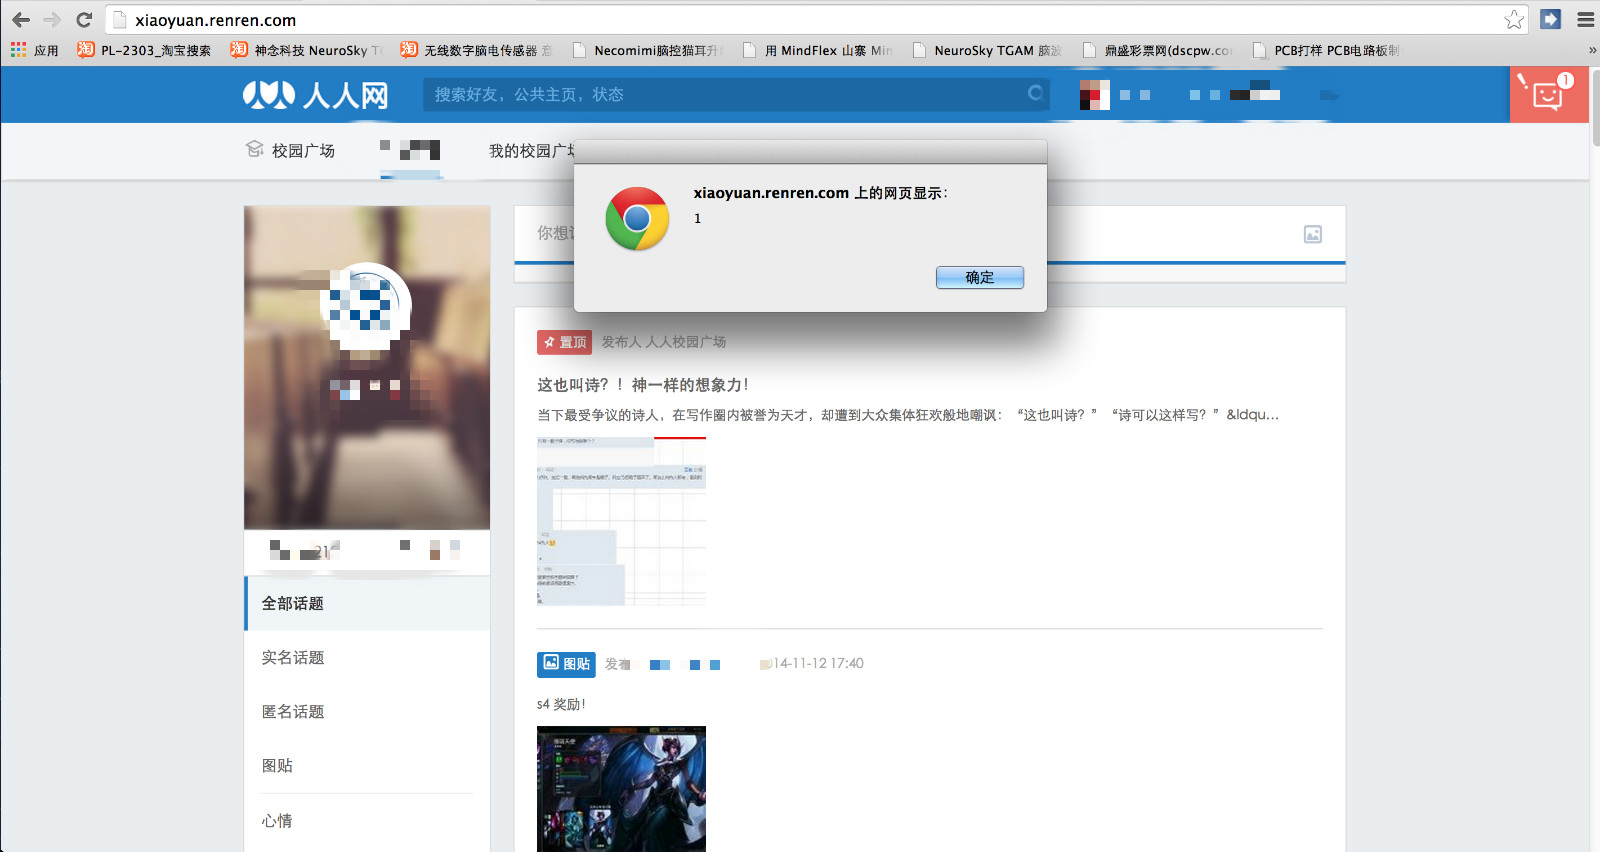 xiaoyuan.renren.com
应用
PL-2303_淘宝搜索
神念科技 NeuroSky
无线数字脑电传感器
Necomimi脑控猫耳升
用 MindFlex 山寨
NeuroSky TGAM 脑波
鼎盛彩票网(dscpw.co
PCB打样 PCB电路板制
»
人人网
搜索好友，公共主页，状态
1
校园广场
我的校园广场
xiaoyuan.renren.com 上的网页显示：
1
确定
你想
置顶 发布人 人人校园广场
这也叫诗？！神一样的想象力！
当下最受争议的诗人，在写作圈内被誉为天才，却遭到大众集体狂欢般地嘲讽：“这也叫诗？”“诗可以这样写？”&ldqu...
全部话题
实名话题
匿名话题
图贴
心情
图贴 发布 14-11-12 17:40
s4 奖励！